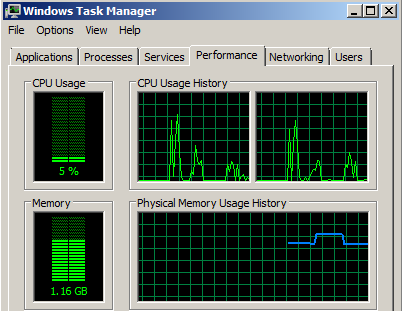 Windows Task Manager
File Options View Help
Applications Processes Services Performance Networking Users
CPU Usage CPU Usage History
5 %
Memory Physical Memory Usage History
1.16 GB